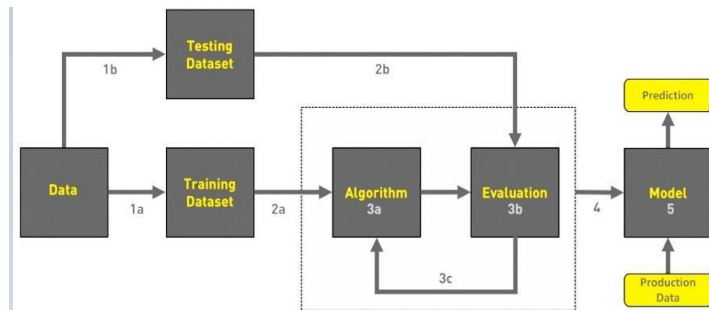 Testing
Dataset
1b
2b
Prediction
Data
Training
Dataset
Algorithm
3a
Evaluation
3b
Model
5
1a
2a
4
3c
Production
Data